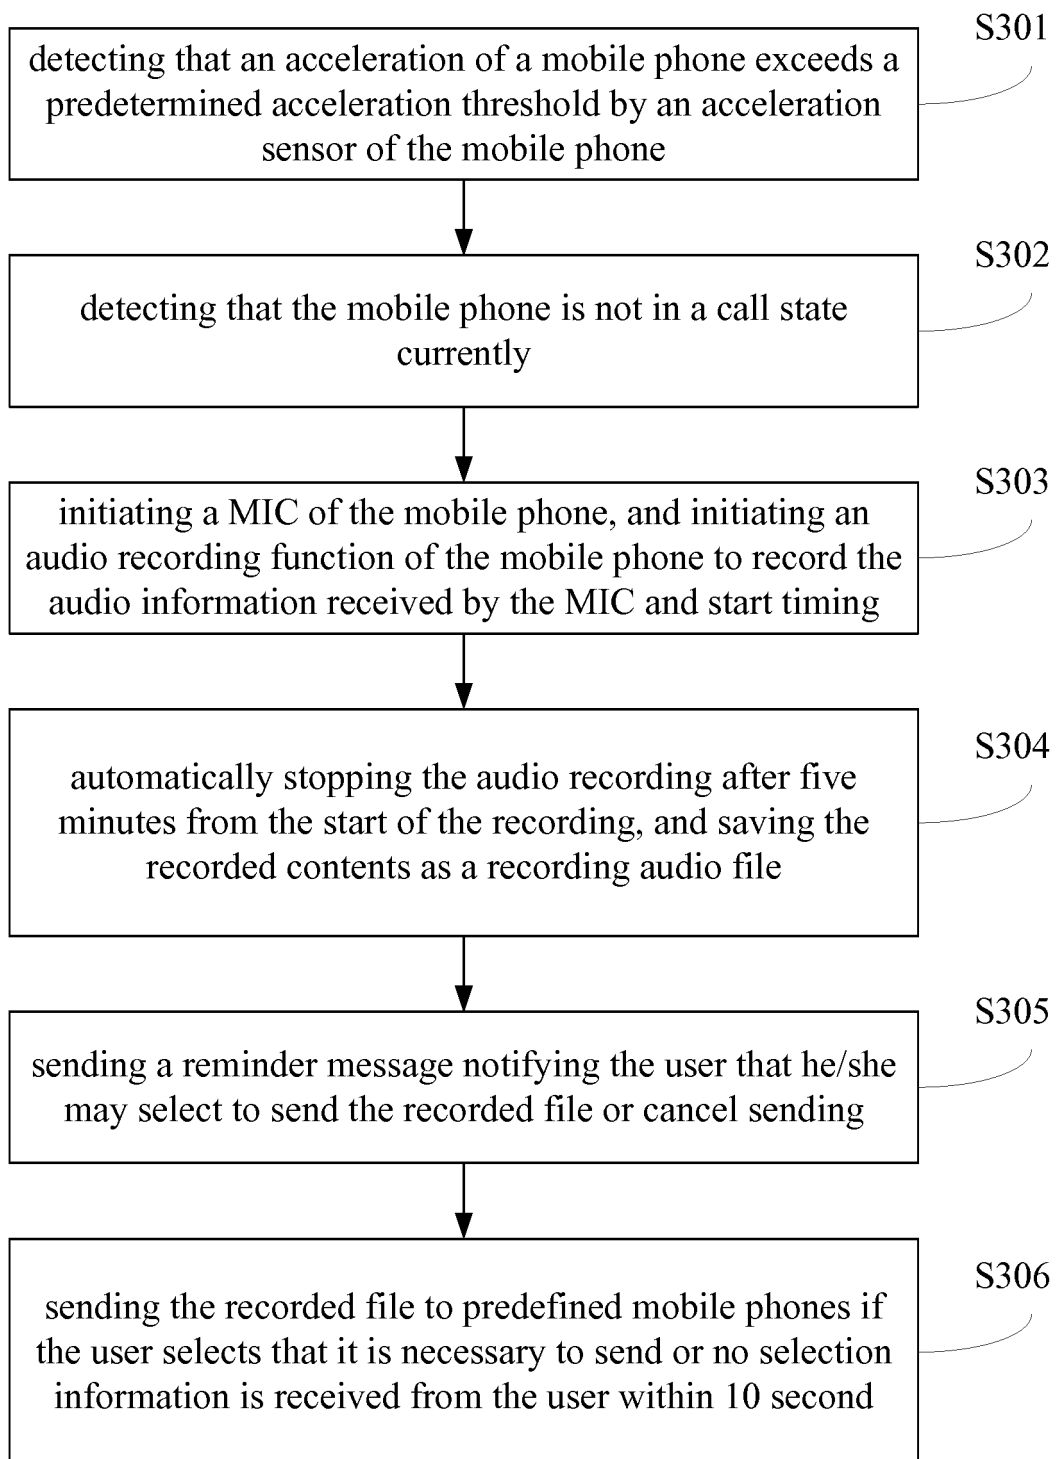 S301
detecting that an acceleration of a mobile phone exceeds a
predetermined acceleration threshold by an acceleration
sensor of the mobile phone
S302
detecting that the mobile phone is not in a call state
currently
S303
initiating a MIC of the mobile phone, and initiating an
audio recording function of the mobile phone to record the
audio information received by the MIC and start timing
S304
automatically stopping the audio recording after five
minutes from the start of the recording, and saving the
recorded contents as a recording audio file
S305
sending a reminder message notifying the user that he/she
may select to send the recorded file or cancel sending
S306
sending the recorded file to predefined mobile phones if
the user selects that it is necessary to send or no selection
information is received from the user within 10 second